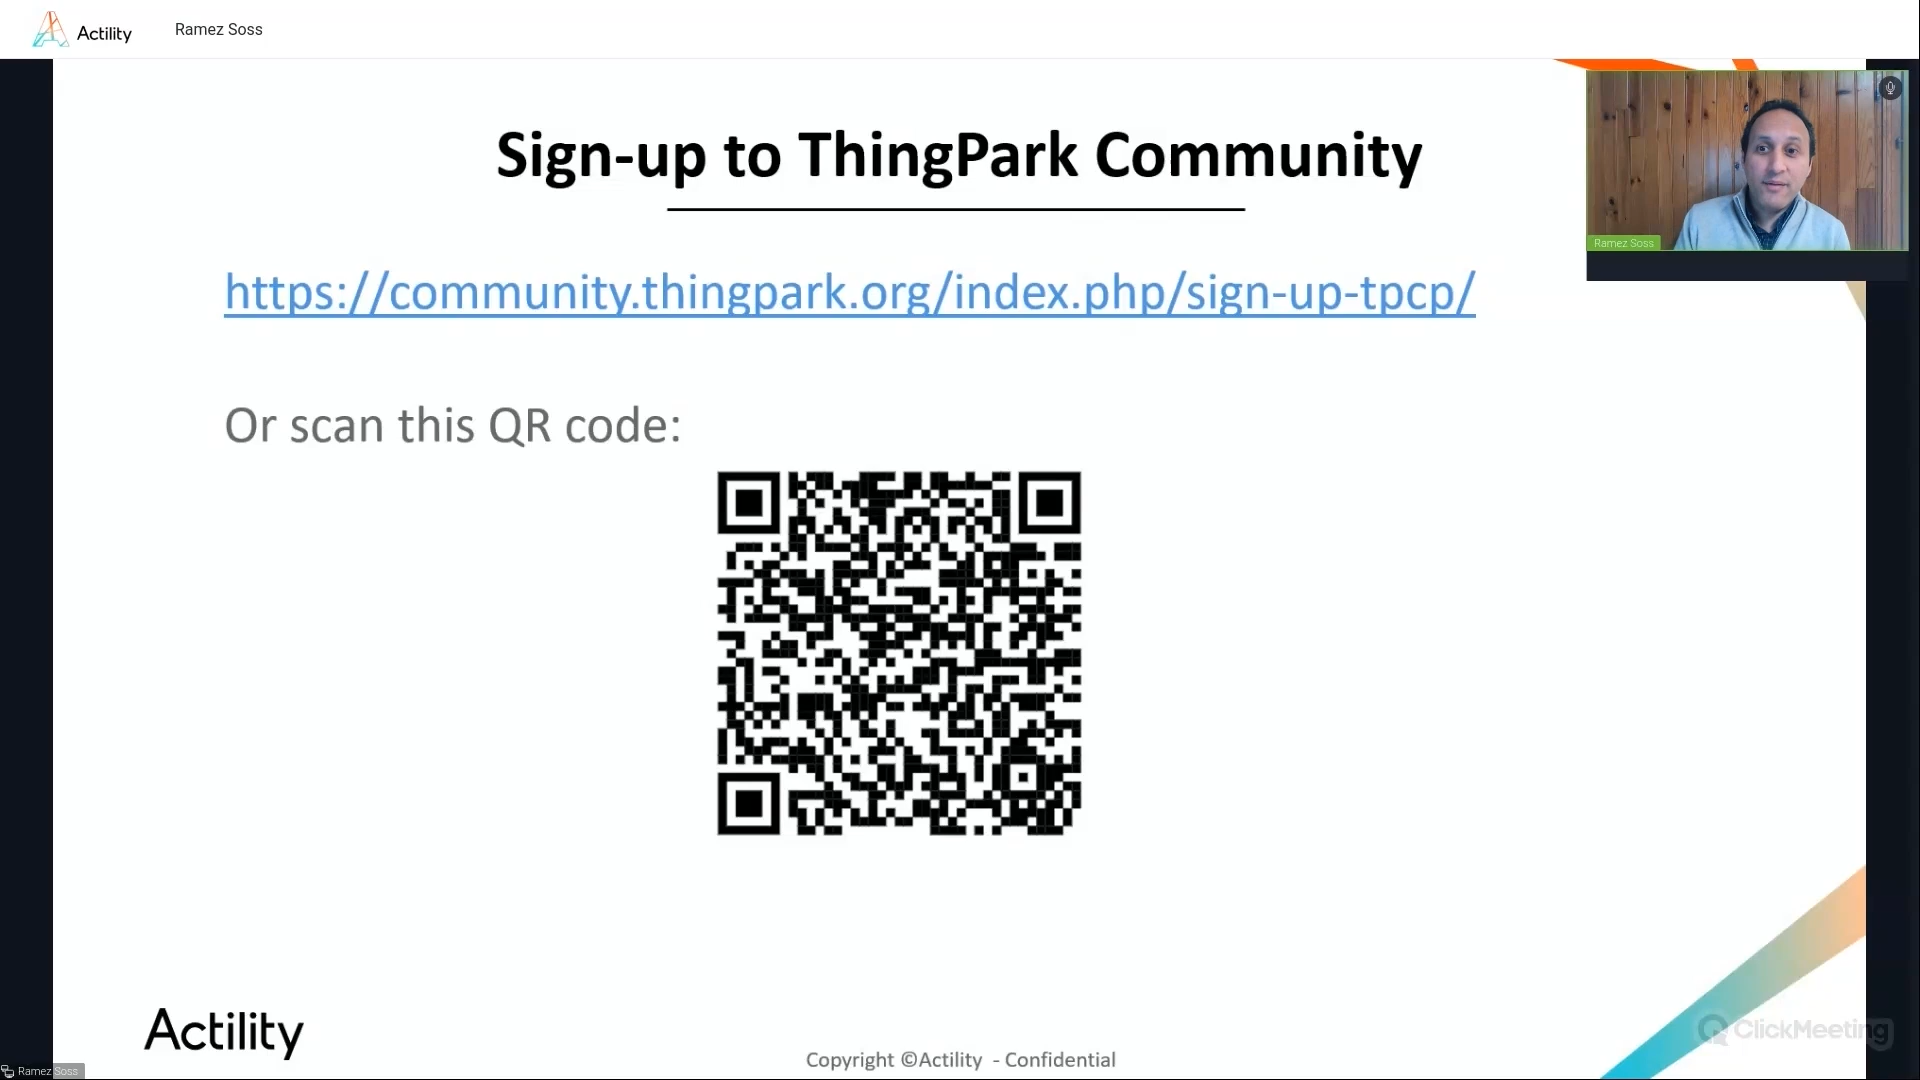 Actility
Ramez Soss
Sign-up to ThingPark Community
Ramez Soss
https://community.thingpark.org/index.php/sign-up-tpcp/
Or scan this QR code:
Actility
ClickMeeting
Copyright ©Actility - Confidential
Ramez Soss